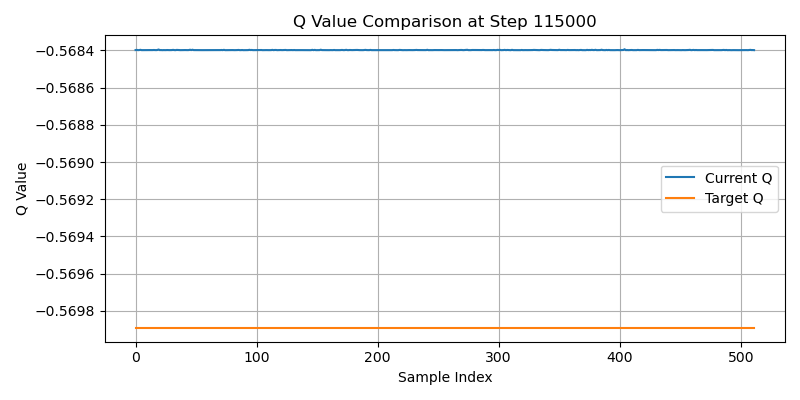 Q Value Comparison at Step 115000
−0.5684
−0.5686
−0.5688
−0.5690
−0.5692
−0.5694
−0.5696
−0.5698
Q Value
Current Q
Target Q
0 100 200 300 400 500
Sample Index